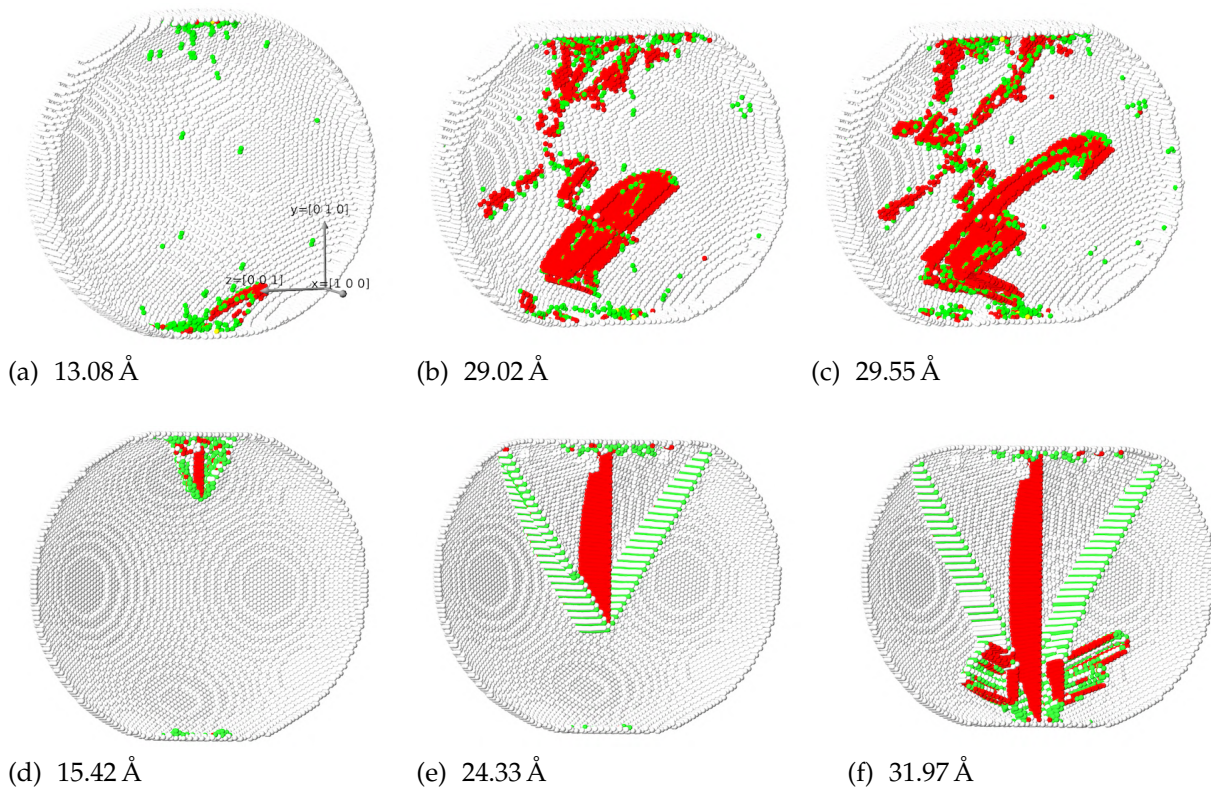 y=[0 1 0]
z=[0 0 1]
x=[1 0 0]
(a) 13.08 Å
(b) 29.02 Å
(c) 29.55 Å
(d) 15.42 Å
(e) 24.33 Å
(f) 31.97 Å